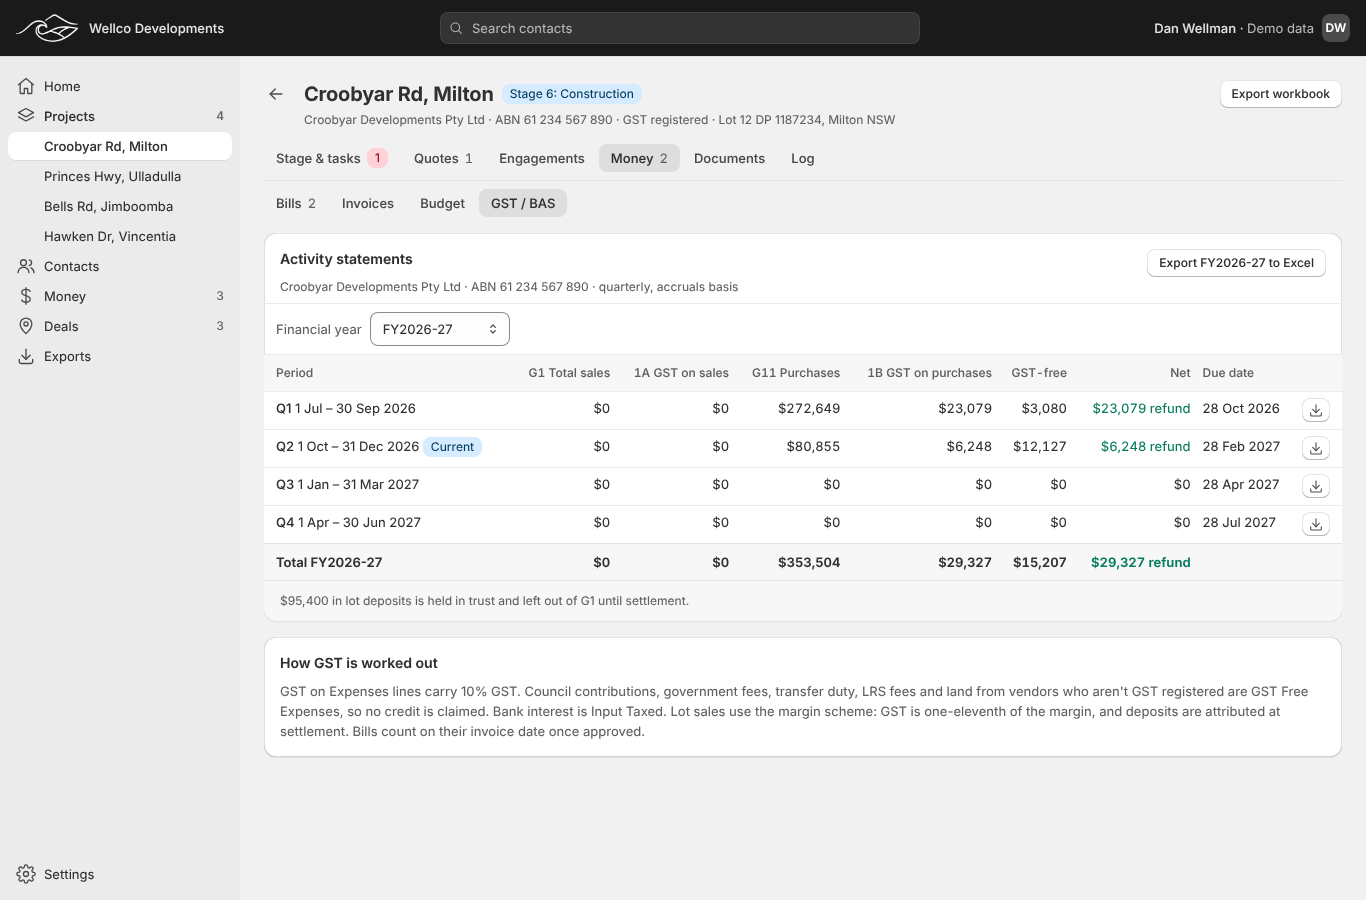 Wellco Developments
Search contacts
Dan Wellman · Demo data DW
Home
Projects 4
Croobyar Rd, Milton
Princes Hwy, Ulladulla
Bells Rd, Jimboomba
Hawken Dr, Vincentia
Contacts
Money 3
Deals 3
Exports
Settings
Croobyar Rd, Milton Stage 6: Construction
Export workbook
Croobyar Developments Pty Ltd · ABN 61 234 567 890 · GST registered · Lot 12 DP 1187234, Milton NSW
Stage & tasks 1 Quotes 1 Engagements Money 2 Documents Log
Bills 2 Invoices Budget GST / BAS
Activity statements
Export FY2026-27 to Excel
Croobyar Developments Pty Ltd · ABN 61 234 567 890 · quarterly, accruals basis
Financial year FY2026-27
Period G1 Total sales 1A GST on sales G11 Purchases 1B GST on purchases GST-free Net Due date
Q1 1 Jul – 30 Sep 2026 $0 $0 $272,649 $23,079 $3,080 $23,079 refund 28 Oct 2026
Q2 1 Oct – 31 Dec 2026 Current $0 $0 $80,855 $6,248 $12,127 $6,248 refund 28 Feb 2027
Q3 1 Jan – 31 Mar 2027 $0 $0 $0 $0 $0 $0 28 Apr 2027
Q4 1 Apr – 30 Jun 2027 $0 $0 $0 $0 $0 $0 28 Jul 2027
Total FY2026-27 $0 $0 $353,504 $29,327 $15,207 $29,327 refund
$95,400 in lot deposits is held in trust and left out of G1 until settlement.
How GST is worked out
GST on Expenses lines carry 10% GST. Council contributions, government fees, transfer duty, LRS fees and land from vendors who aren't GST registered are GST Free
Expenses, so no credit is claimed. Bank interest is Input Taxed. Lot sales use the margin scheme: GST is one-eleventh of the margin, and deposits are attributed at
settlement. Bills count on their invoice date once approved.